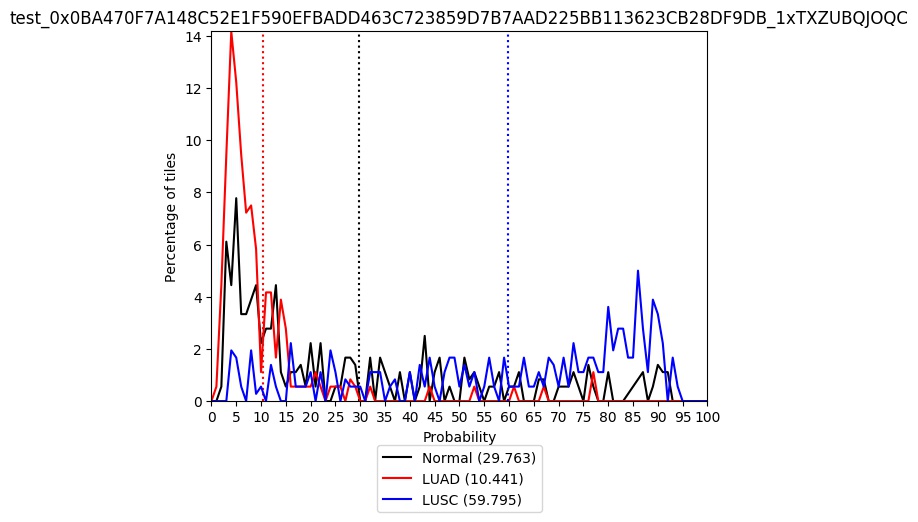 test_0x0BA470F7A148C52E1F590EFBADD463C723859D7B7AAD225BB113623CB28DF9DB_1xTXZUBQJOQC
14
12
10
8
6
4
2
0
Percentage of tiles
0 5 10 15 20 25 30 35 40 45 50 55 60 65 70 75 80 85 90 95 100
Probability
Normal (29.763)
LUAD (10.441)
LUSC (59.795)